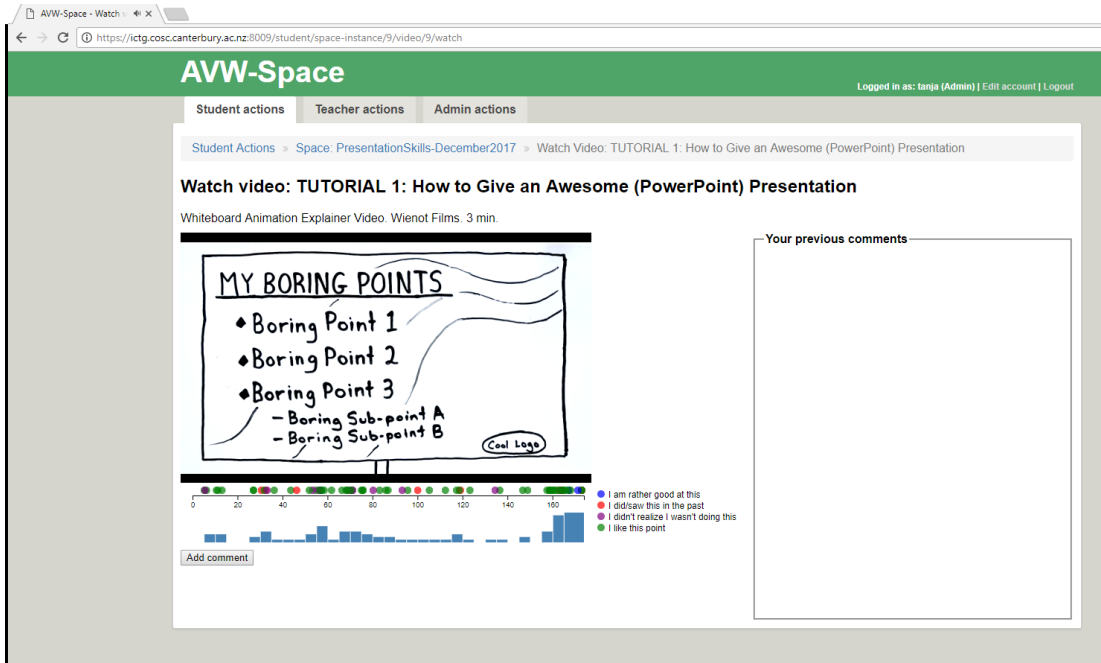 AVW-Space - Watch
https://ictg.cosc.canterbury.ac.nz:8009/student/space-instance/9/video/9/watch
AVW-Space
Logged in as: tanja (Admin) | Edit account | Logout
Student actions Teacher actions Admin actions
Student Actions » Space: PresentationSkills-December2017 » Watch Video: TUTORIAL 1: How to Give an Awesome (PowerPoint) Presentation
Watch video: TUTORIAL 1: How to Give an Awesome (PowerPoint) Presentation
Whiteboard Animation Explainer Video. Wienot Films. 3 min.
Your previous comments
MY BORING POINTS
Boring Point 1
Boring Point 2
Boring Point 3
- Boring Sub-point A
- Boring Sub-point B
Cool Logo
0 20 40 60 80 100 120 140 160
I am rather good at this
I did/saw this in the past
I didn't realize I wasn't doing this
I like this point
Add comment